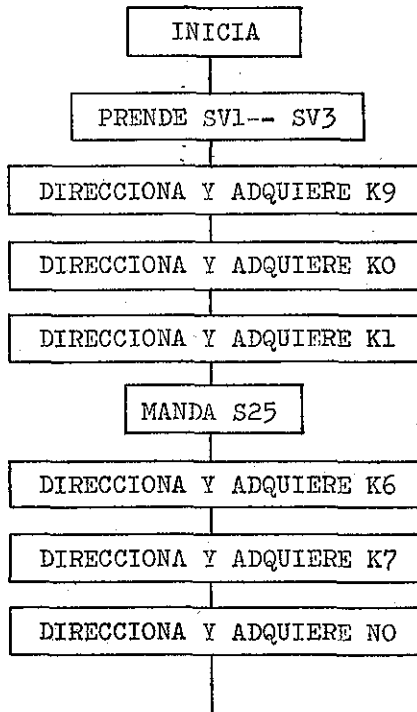 INICIA
PRENDE SV1-- SV3
DIRECCIONA Y ADQUIERE K9
DIRECCIONA Y ADQUIERE KO
DIRECCIONA Y ADQUIERE K1
MANDA S25
DIRECCIONA Y ADQUIERE K6
DIRECCIONA Y ADQUIERE K7
DIRECCIONA Y ADQUIERE NO